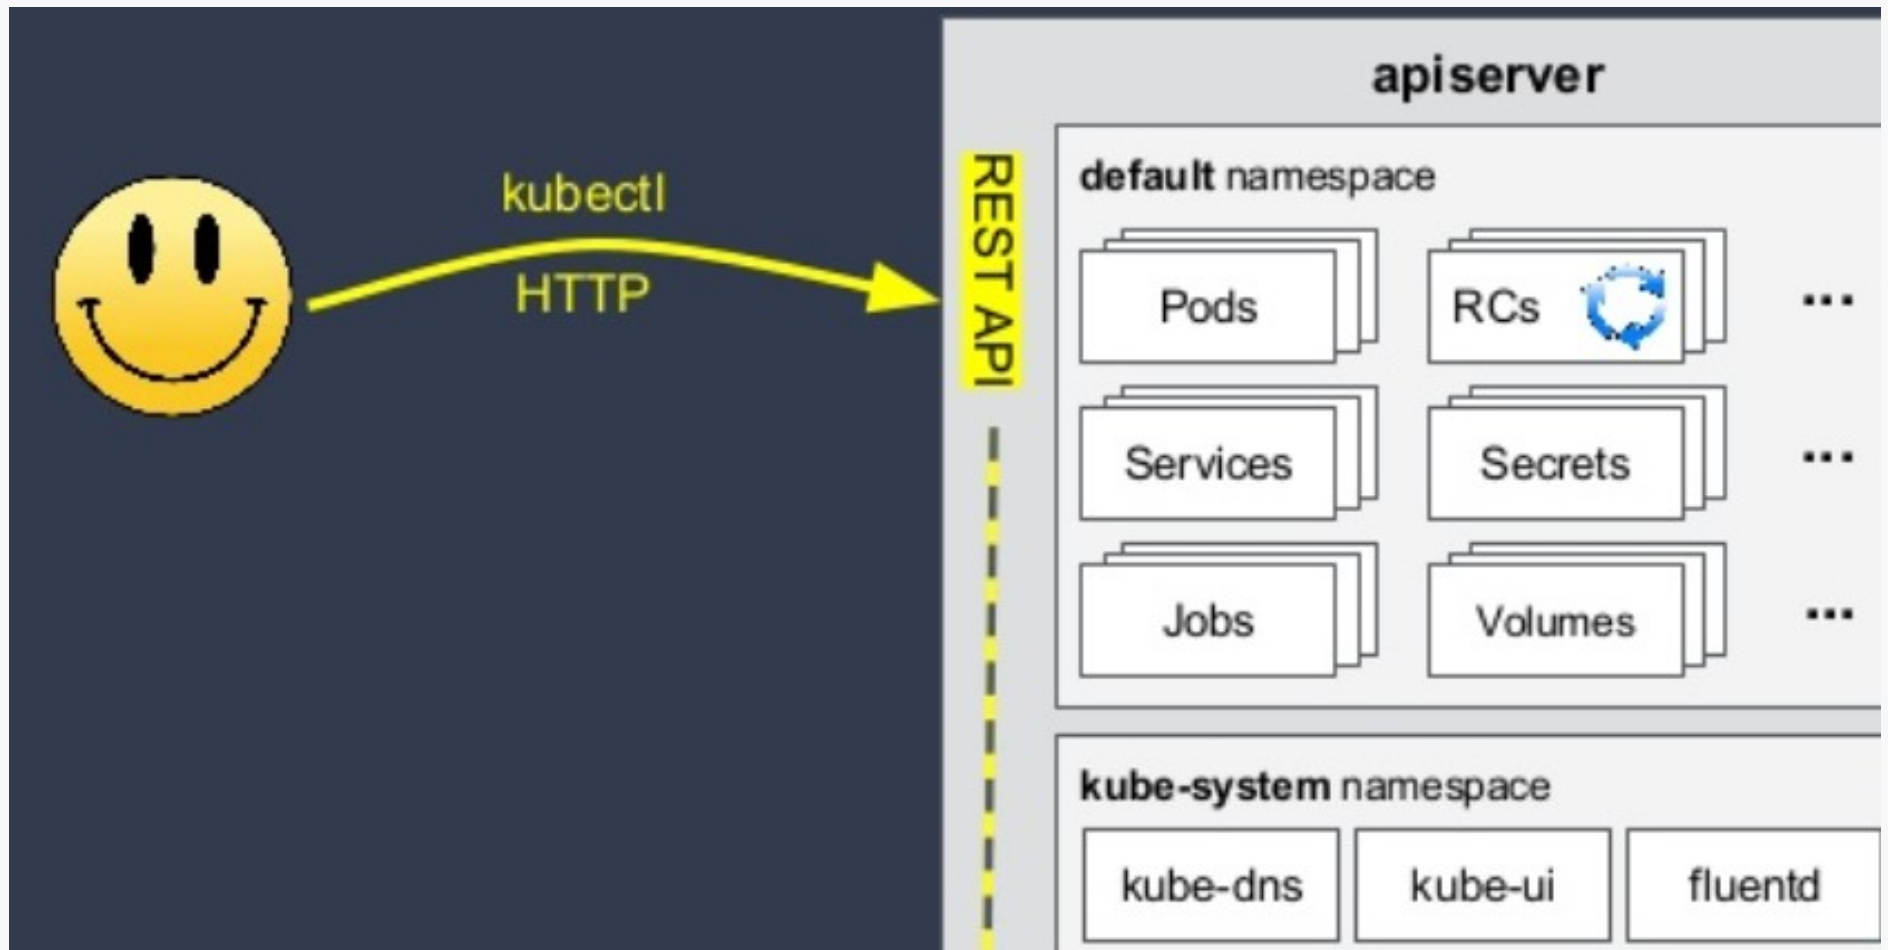 apiserver
kubectl
HTTP
REST API
default namespace
Pods
RCs
...
Services
Secrets
...
Jobs
Volumes
...
kube-system namespace
kube-dns
kube-ui
fluentd